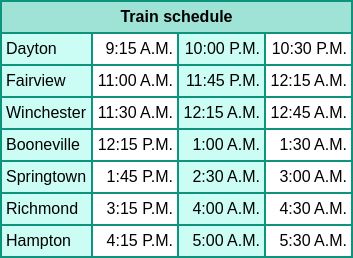 Train schedule
Dayton 9:15 A.M. 10:00 P.M. 10:30 P.M.
Fairview 11:00 A.M. 11:45 P.M. 12:15 A.M.
Winchester 11:30 A.M. 12:15 A.M. 12:45 A.M.
Booneville 12:15 P.M. 1:00 A.M. 1:30 A.M.
Springtown 1:45 P.M. 2:30 A.M. 3:00 A.M.
Richmond 3:15 P.M. 4:00 A.M. 4:30 A.M.
Hampton 4:15 P.M. 5:00 A.M. 5:30 A.M.